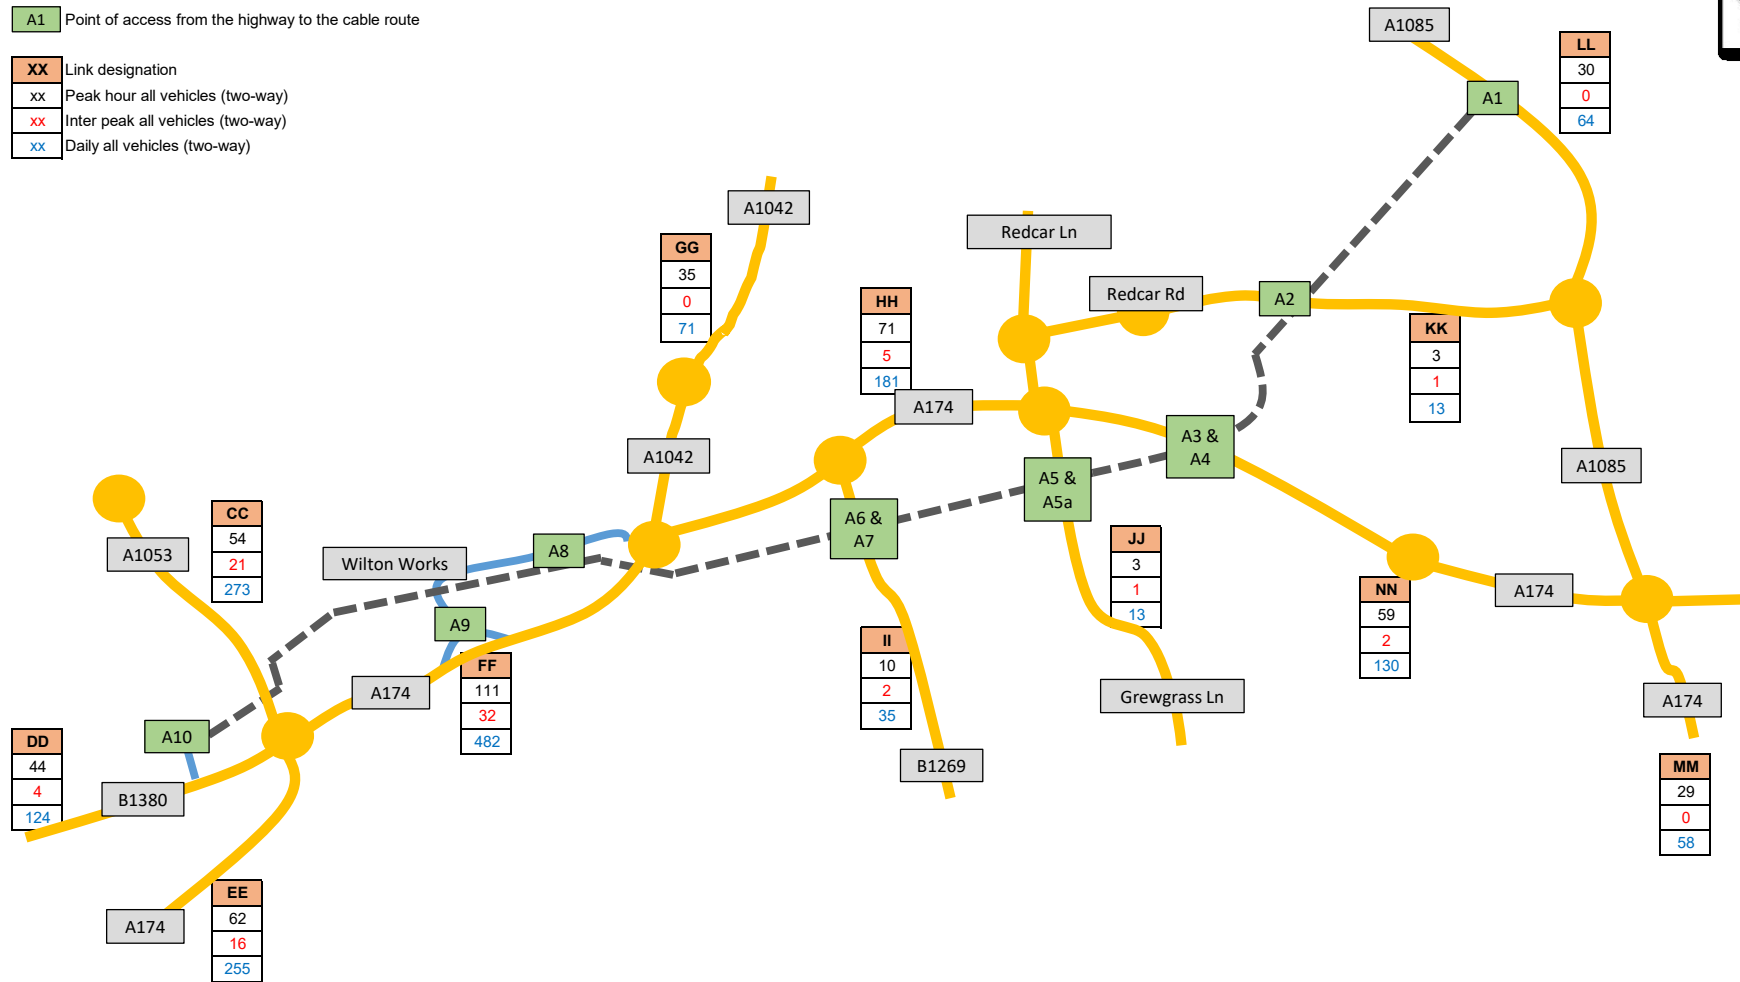 A1 Point of access from the highway to the cable route
XX Link designation
xx Peak hour all vehicles (two-way)
xx Inter peak all vehicles (two-way)
xx Daily all vehicles (two-way)
A1085
LL
30
0
64
A1
A1042
Redcar Ln
GG
35
0
71
Redcar Rd
A2
HH
71
5
181
KK
3
1
13
A174
A3 &
A4
A1042
A1085
A5 &
A5a
A6 &
A7
CC
54
21
273
A1053
Wilton Works
A8
JJ
3
1
13
A174
NN
59
2
130
A9
II
10
2
35
FF
111
32
482
A174
Grewgrass Ln
A174
A10
DD
44
4
124
B1380
B1269
MM
29
0
58
EE
62
16
255
A174